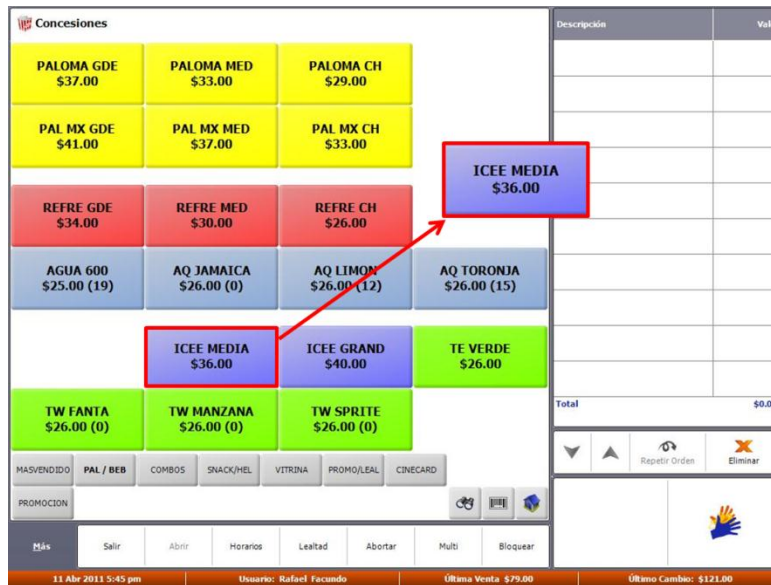 Concesiones
Descripción
Val
PALOMA GDE
$37.00
PALOMA MED
$33.00
PALOMA CH
$29.00
PAL MX GDE
$41.00
PAL MX MED
$37.00
PAL MX CH
$33.00
ICEE MEDIA
$36.00
REFRE GDE
$34.00
REFRE MED
$30.00
REFRE CH
$26.00
AGUA 600
$25.00 (19)
AQ JAMAICA
$26.00 (0)
AQ LIMON
$26.00 (12)
AQ TORONJA
$26.00 (15)
ICEE MEDIA
$36.00
ICEE GRAND
$40.00
TE VERDE
$26.00
TW FANTA
$26.00 (0)
TW MANZANA
$26.00 (0)
TW SPRITE
$26.00 (0)
Total
$0.0
Repetir Orden
Eliminar
MASVENDIDO
PAL / BEB
COMBOS
SNACK/HEL
VITRINA
PROMO/LEAL
CINECARD
PROMOCION
Más
Salir
Abrir
Horarios
Lealtad
Abortar
Multi
Bloquear
11 Abr 2011 5:45 pm
Usuario: Rafael Facundo
Última Venta $79.00
Último Cambio: $121.00